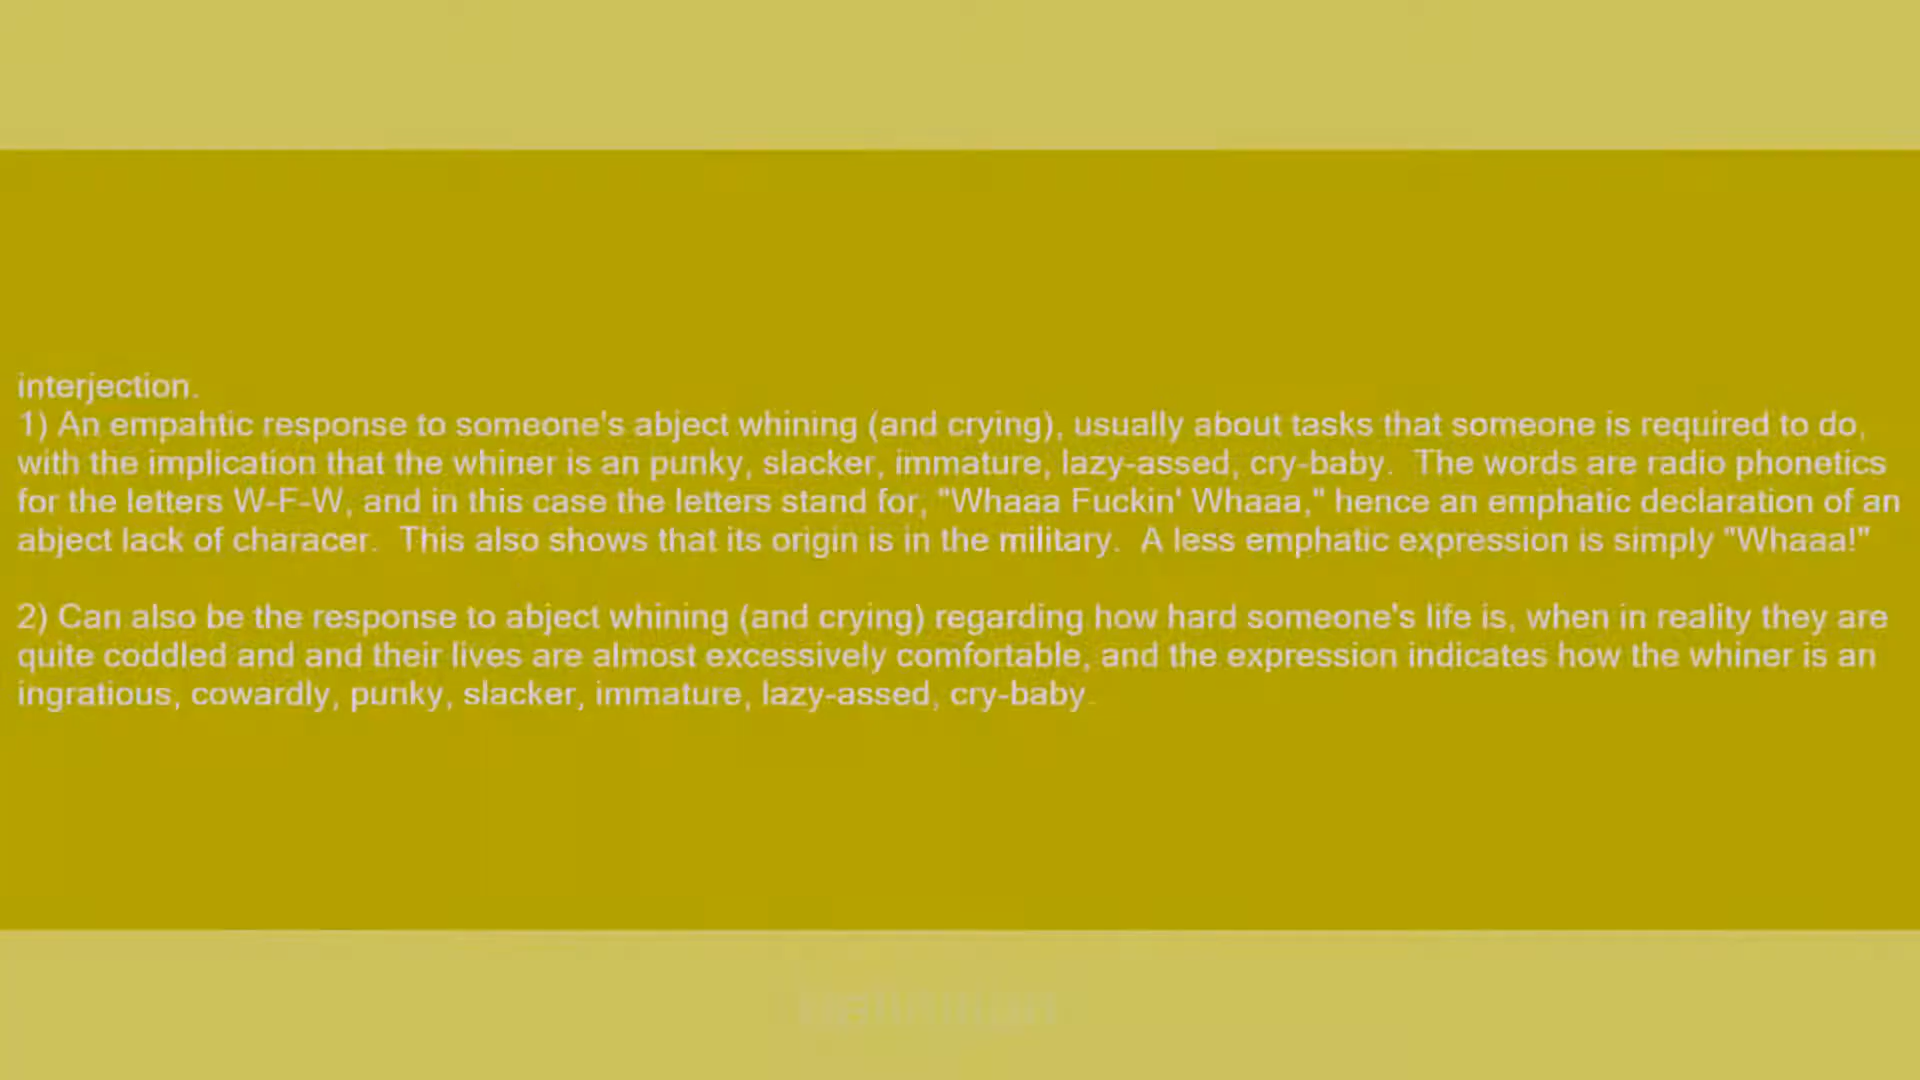 interjection.
1) An empahtic response to someone's abject whining (and crying), usually about tasks that someone is required to do,
with the implication that the whiner is an punky, slacker, immature, lazy-assed, cry-baby.  The words are radio phonetics
for the letters W-F-W, and in this case the letters stand for, "Whaaa Fuckin' Whaaa," hence an emphatic declaration of an
abject lack of characer.  This also shows that its origin is in the military.  A less emphatic expression is simply "Whaaa!"
2) Can also be the response to abject whining (and crying) regarding how hard someone's life is, when in reality they are
quite coddled and and their lives are almost excessively comfortable, and the expression indicates how the whiner is an
ingratious, cowardly, punky, slacker, immature, lazy-assed, cry-baby.